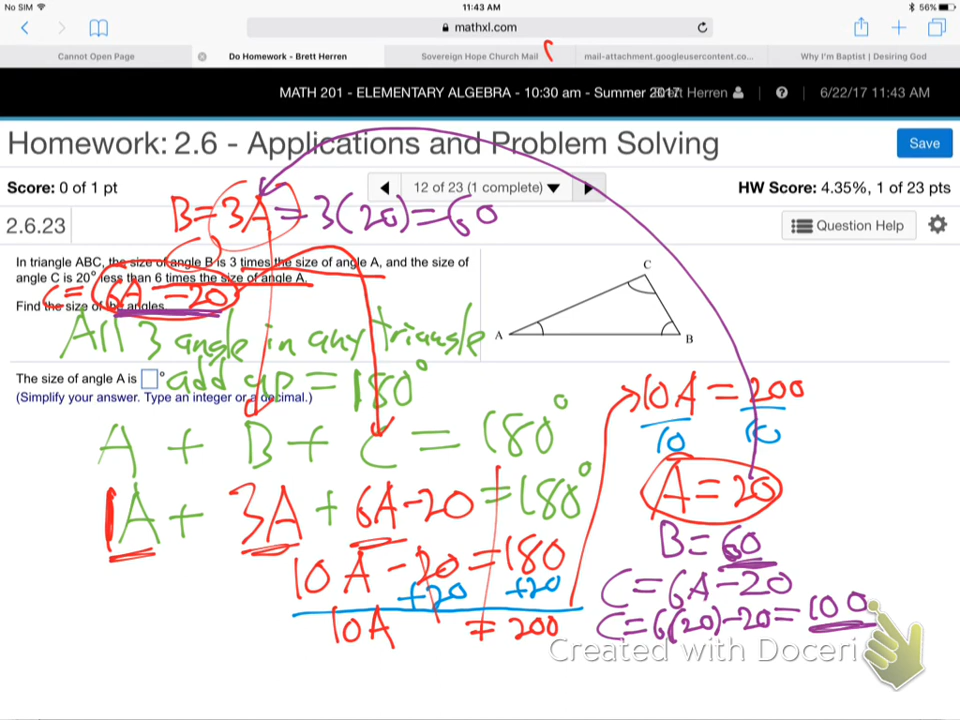 No SIM 11:43 AM 56%
mathxl.com
Cannot Open Page Do Homework - Brett Herren Sovereign Hope Church Mail mail-attachment.googleusercontent.co... Why I'm Baptist | Desiring God
MATH 201 - ELEMENTARY ALGEBRA - 10:30 am - Summer 2017 Herren 6/22/17 11:43 AM
Homework: 2.6 - Applications and Problem Solving Save
Score: 0 of 1 pt 12 of 23 (1 complete) HW Score: 4.35%, 1 of 23 pts
B=3A=3(20)=60
2.6.23 Question Help
In triangle ABC, the size of angle B is 3 times the size of angle A, and the size of
angle C is 20° less than 6 times the size of angle A.
C=(6A-20)
Find the size of the angles.
C
A
B
All 3 angle in any triangle
add up=180°
The size of angle A is °
(Simplify your answer. Type an integer or a decimal.)
A + B + C = 180°
1A + 3A + 6A-20=180°
10A-20=180
+20 +20
10A = 200
10A=200
10 10
A=20
B=60
C=6A-20
C=6(20)-20=100
Created with Doceri